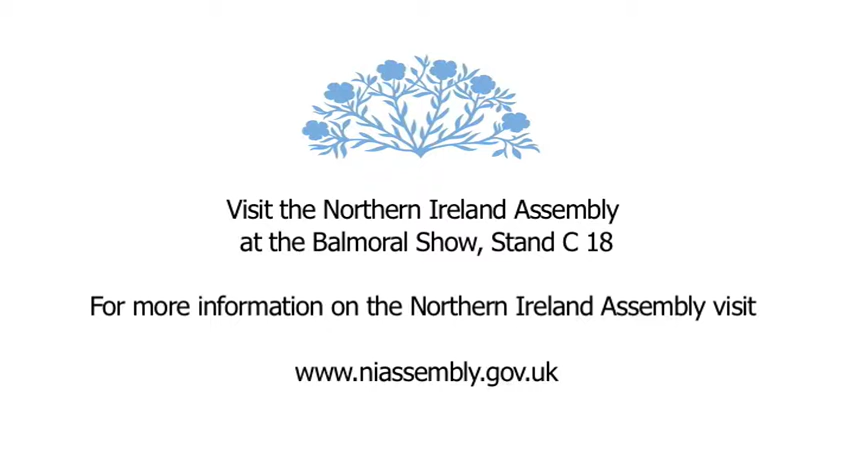 Visit the Northern Ireland Assembly
at the Balmoral Show, Stand C 18
For more information on the Northern Ireland Assembly visit
www.niassembly.gov.uk